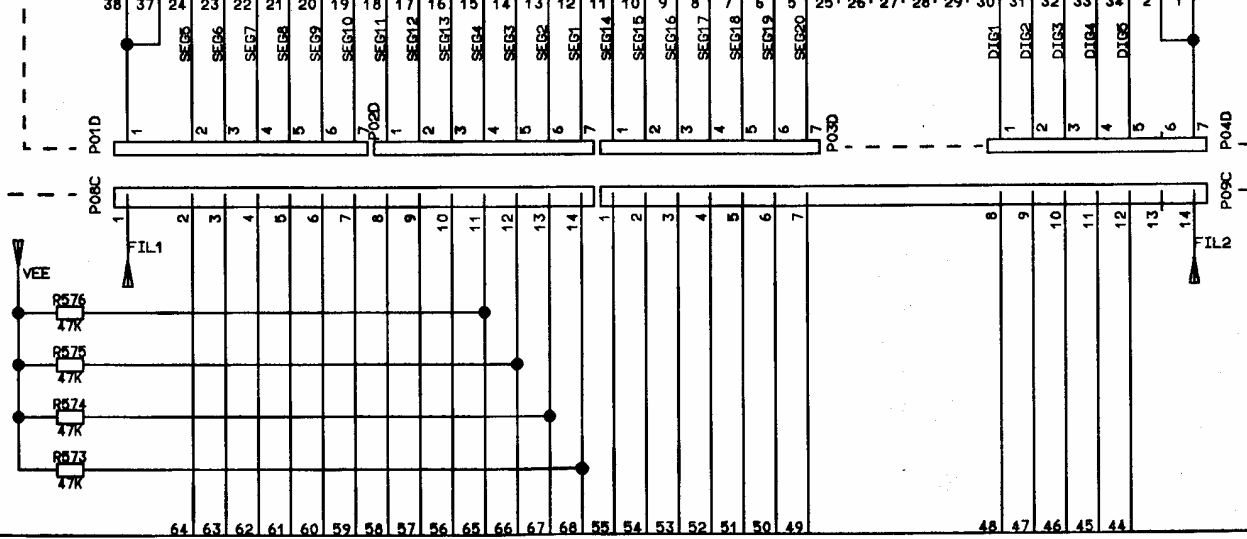 38 37 24 23 22 21 20 19 18 17 16 15 14 13 12 11 10 9 8 7 6 5 25 26 27 28 29 30 31 32 33 34 2 1
SEG5 SEG6 SEG7 SEG8 SEG9 SEG10 SEG11 SEG12 SEG13 SEG4 SEG3 SEG2 SEG1 SEG14 SEG15 SEG16 SEG17 SEG18 SEG19 SEG20 DIG1 DIG2 DIG3 DIG4 DIG5
P01D 1 2 3 4 5 6 7 P02D 1 2 3 4 5 6 7 1 2 3 4 5 6 7 P03D 1 2 3 4 5 6 7 P04D
P08C P09C
1 2 3 4 5 6 7 8 9 10 11 12 13 14 1 2 3 4 5 6 7 8 9 10 11 12 13 14
FIL1 FIL2
VEE
R576
47K
R575
47K
R574
47K
R573
47K
64 63 62 61 60 59 58 57 56 65 66 67 68 55 54 53 52 51 50 49 48 47 46 45 44